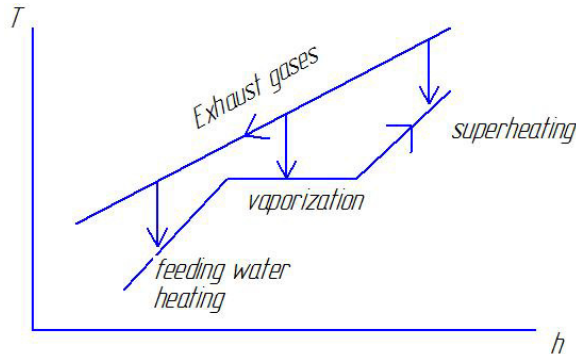 T
Exhaust gases
superheating
vaporization
feeding water
heating
h